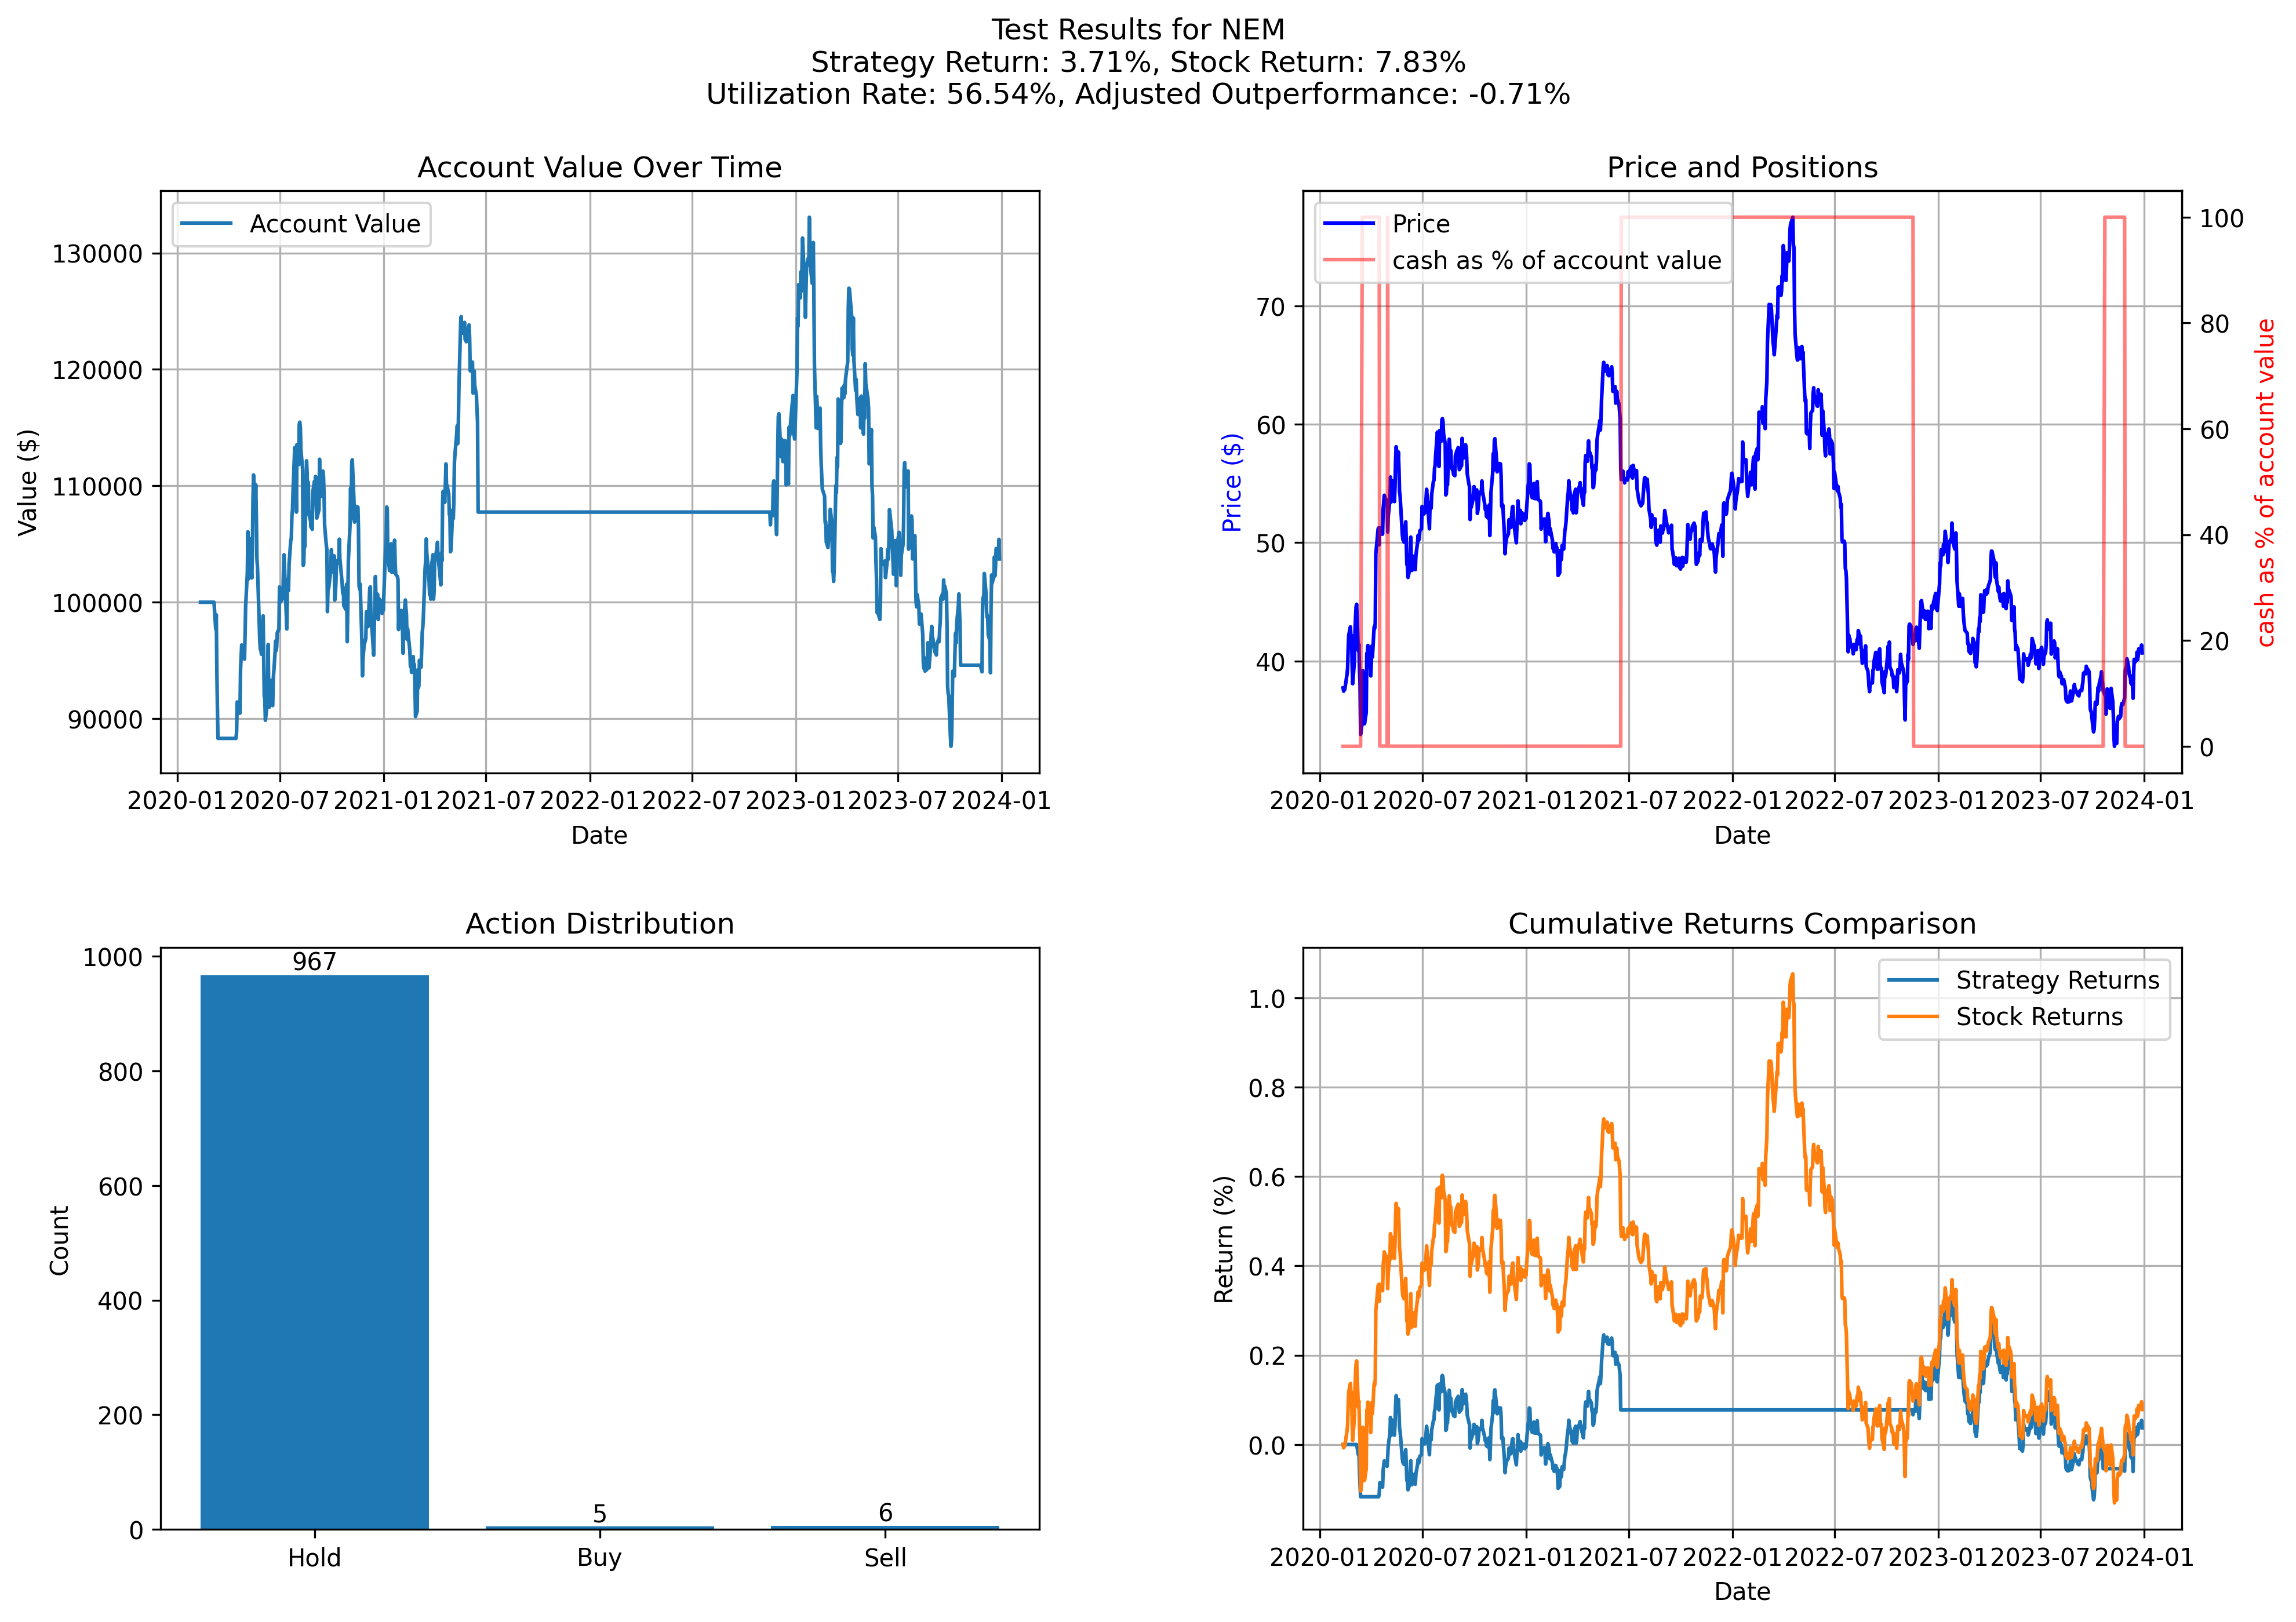 Test Results for NEM
Strategy Return: 3.71%, Stock Return: 7.83%
Utilization Rate: 56.54%, Adjusted Outperformance: -0.71%
Account Value Over Time
Account Value
130000
120000
110000
100000
90000
Value ($)
2020-01 2020-07 2021-01 2021-07 2022-01 2022-07 2023-01 2023-07 2024-01
Date
Price and Positions
Price
cash as % of account value
70
60
50
40
Price ($)
100
80
60
40
20
0
cash as % of account value
2020-01 2020-07 2021-01 2021-07 2022-01 2022-07 2023-01 2023-07 2024-01
Date
Action Distribution
1000
800
600
400
200
0
Count
967
5
6
Hold Buy Sell
Cumulative Returns Comparison
Strategy Returns
Stock Returns
1.0
0.8
0.6
0.4
0.2
0.0
Return (%)
2020-01 2020-07 2021-01 2021-07 2022-01 2022-07 2023-01 2023-07 2024-01
Date